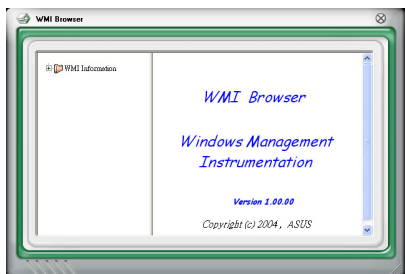 WMI Browser
WMI Information
WMI Browser
Windows Management
Instrumentation
Version 1.00.00
Copyright (c) 2004, ASUS